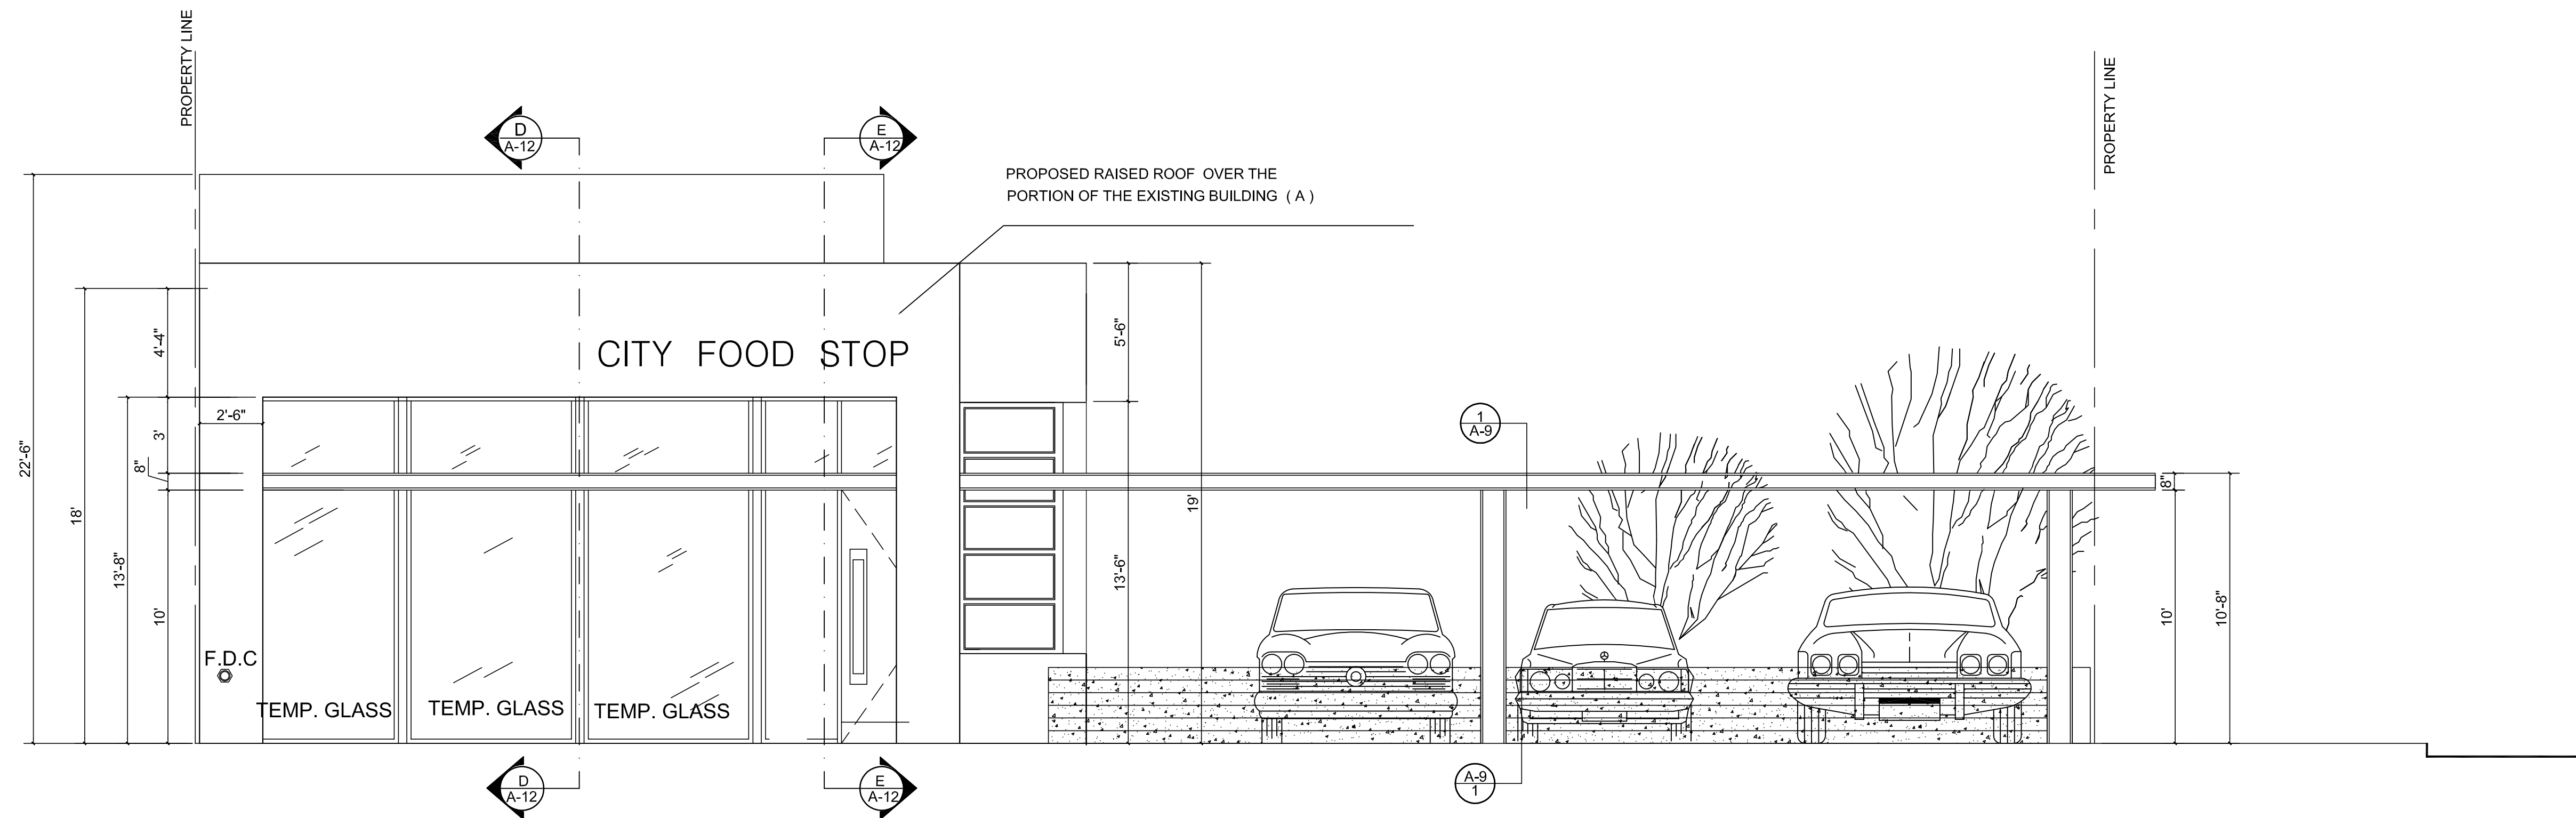 PROPERTY LINE
PROPERTY LINE
D
A-12
E
A-12
PROPOSED RAISED ROOF OVER THE
PORTION OF THE EXISTING BUILDING ( A )
22'-6"
18'
13'-8"
4'-4"
3'
8"
10'
2'-6"
CITY FOOD STOP
5'-6"
19'
13'-6"
1
A-9
8"
10'
10'-8"
F.D.C
TEMP. GLASS
TEMP. GLASS
TEMP. GLASS
D
A-12
E
A-12
A-9
1